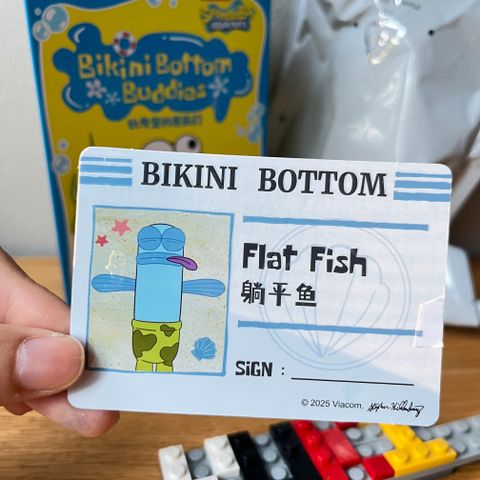 Bikini Bottom
Buddies
BIKINI BOTTOM
Flat Fish
躺平鱼
SiGN :
© 2025 Viacom.